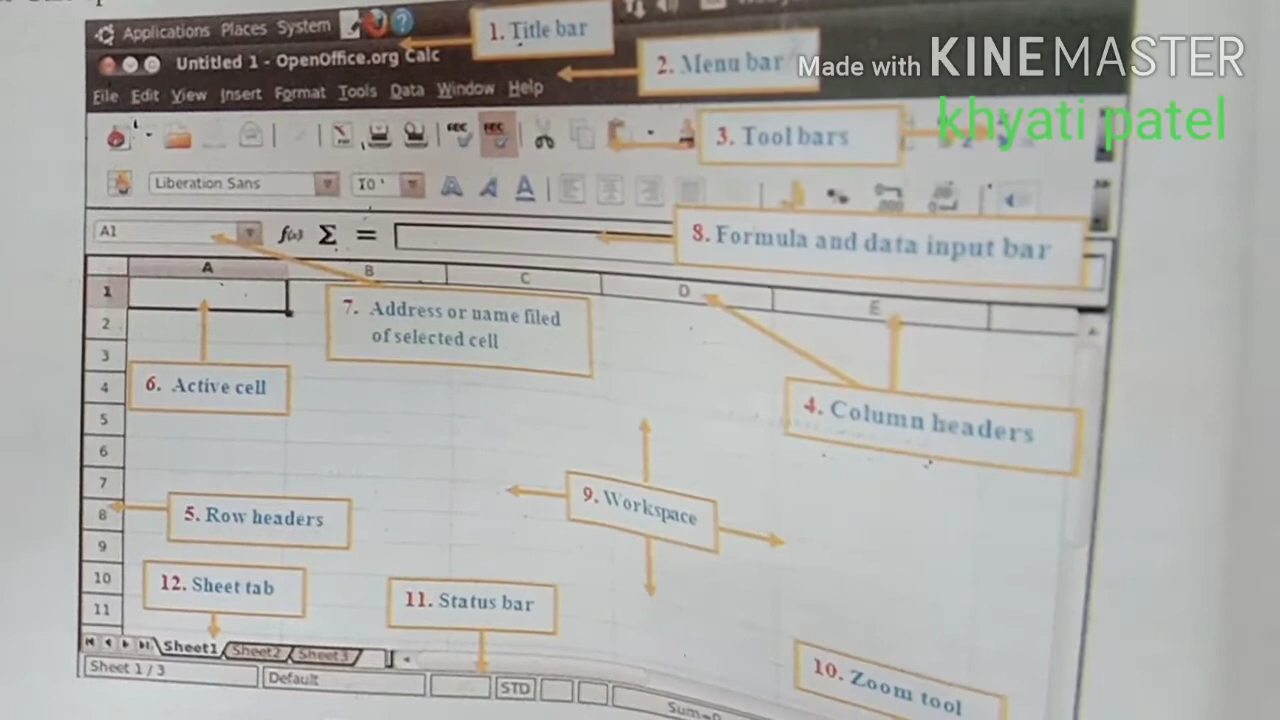 Applications Places System
1. Title bar
Untitled 1 - OpenOffice.org Calc
2. Menu bar
Made with KINEMASTER
File Edit View Insert Format Tools Data Window Help
khyati patel
3. Tool bars
Liberation Sans
10
A1
f(x) Σ =
8. Formula and data input bar
A B C D E
1
7. Address or name filed
of selected cell
2
3
6. Active cell
4
4. Column headers
5
6
7
9. Workspace
5. Row headers
8
9
10
12. Sheet tab
11. Status bar
11
Sheet1 Sheet2 Sheet3
10. Zoom tool
Sheet 1 / 3
Default
STD